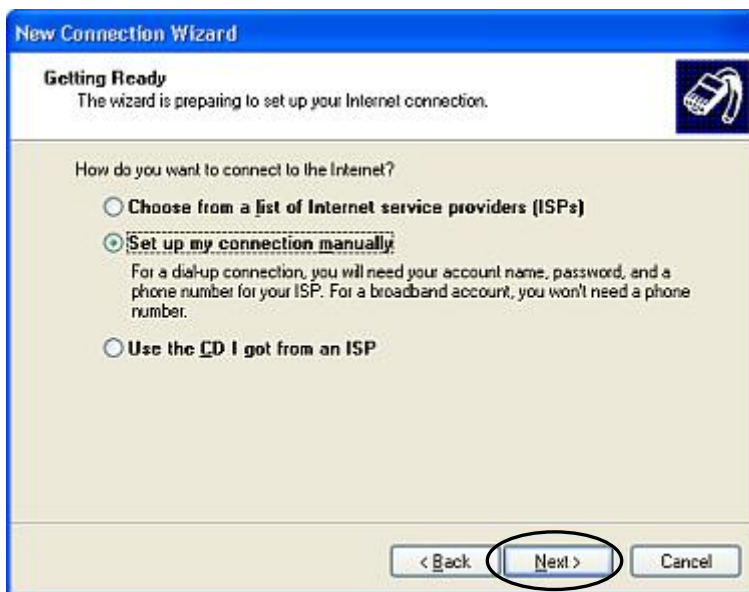 New Connection Wizard
Getting Ready
The wizard is preparing to set up your Internet connection.
How do you want to connect to the Internet?
Choose from a list of Internet service providers (ISPs)
Set up my connection manually
For a dial-up connection, you will need your account name, password, and a
phone number for your ISP. For a broadband account, you won't need a phone
number.
Use the CD I got from an ISP
< Back Next > Cancel